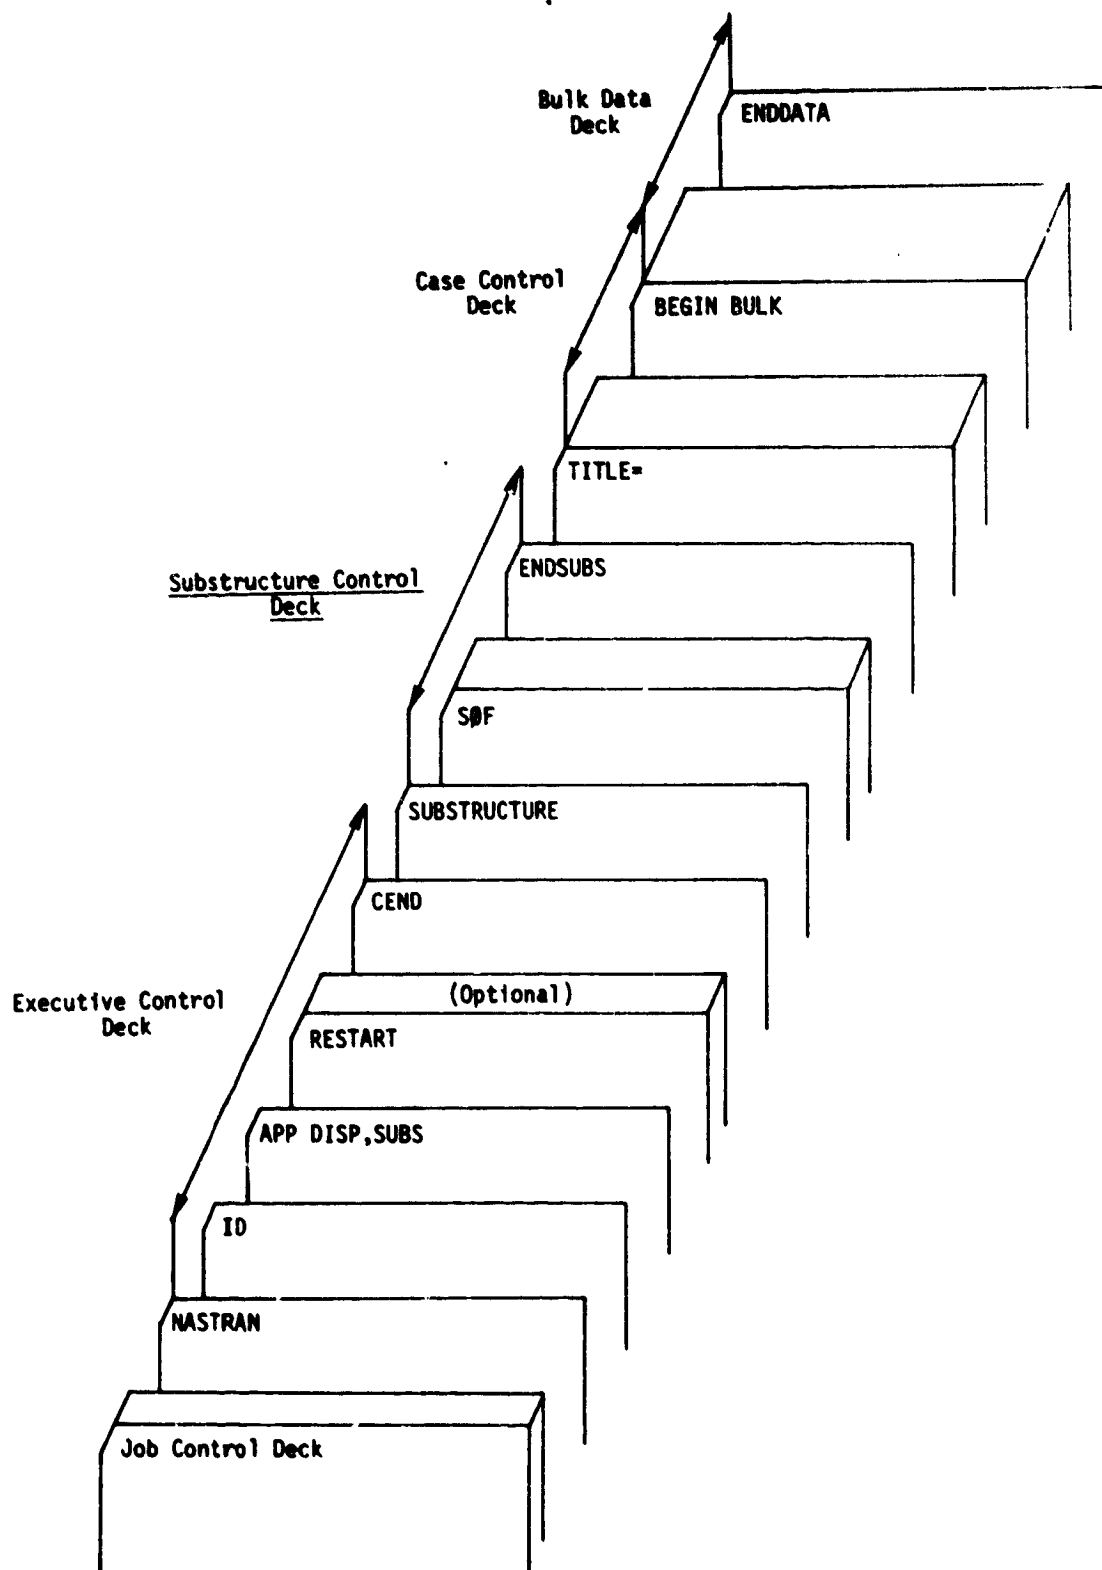 Bulk Data
Deck
ENDDATA
Case Control
Deck
BEGIN BULK
TITLE=
Substructure Control
Deck
ENDSUBS
SØF
SUBSTRUCTURE
CEND
Executive Control
Deck
(Optional)
RESTART
APP DISP,SUBS
ID
NASTRAN
Job Control Deck